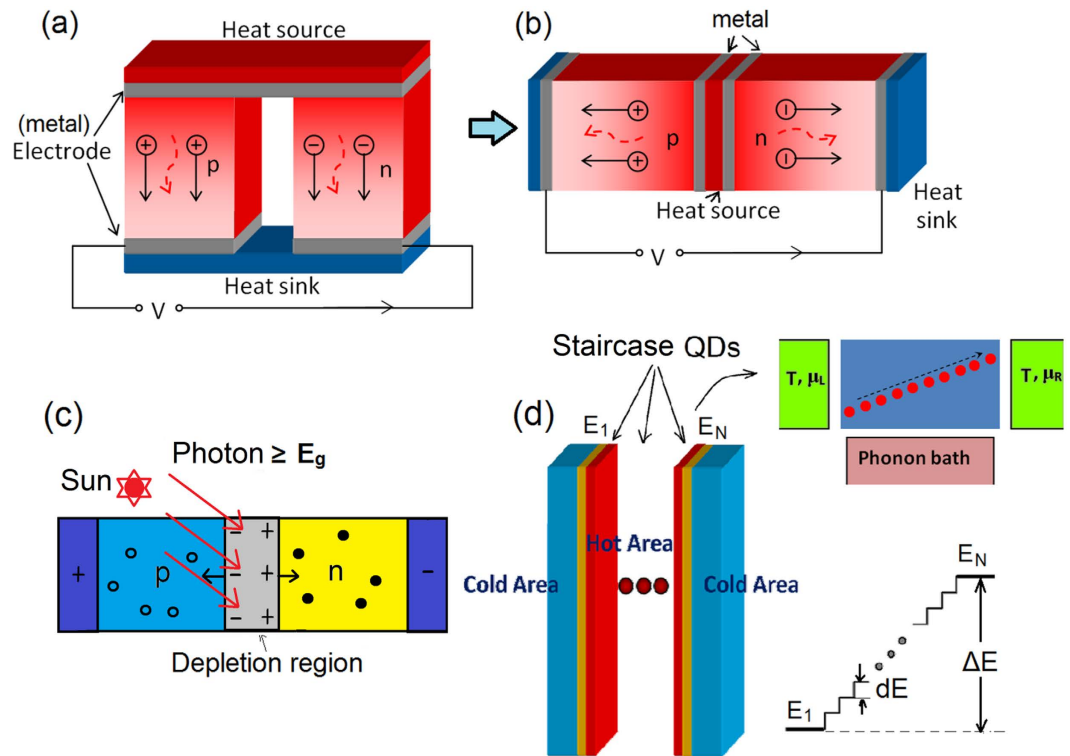 (a)
Heat source
(metal)
Electrode
+ + p
− − n
Heat sink
V
(b)
metal
+ p n −
+ −
Heat source
Heat sink
V
(c)
Sun
Photon ≥ Eg
+ p − + n −
− +
− +
Depletion region
(d)
Staircase QDs
E1
EN
Hot Area
Cold Area
Cold Area
T, μL
T, μR
Phonon bath
EN
ΔE
dE
E1